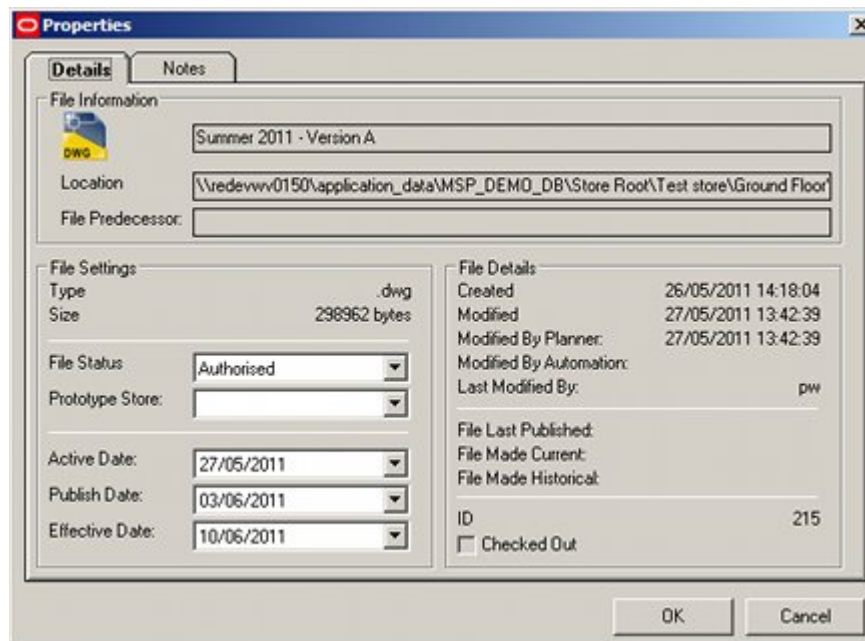 Properties
Details Notes
File Information
DWG
Summer 2011 - Version A
Location \\redevwv0150\application_data\MSP_DEMO_DB\Store Root\Test store\Ground Floor\
File Predecessor:
File Settings
Type .dwg
Size 298962 bytes
File Status Authorised
Prototype Store:
Active Date: 27/05/2011
Publish Date: 03/06/2011
Effective Date: 10/06/2011
File Details
Created 26/05/2011 14:18:04
Modified 27/05/2011 13:42:39
Modified By Planner: 27/05/2011 13:42:39
Modified By Automation:
Last Modified By: pw
File Last Published:
File Made Current:
File Made Historical:
ID 215
Checked Out
OK Cancel